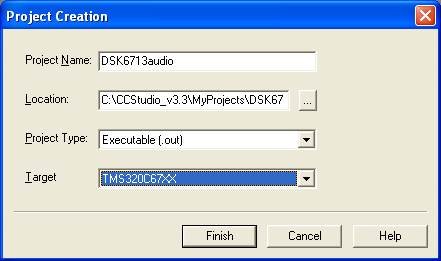 Project Creation
Project Name: DSK6713audio
Location: C:\CCStudio_v3.3\MyProjects\DSK67 ...
Project Type: Executable (.out)
Target TMS320C67XX
Finish Cancel Help